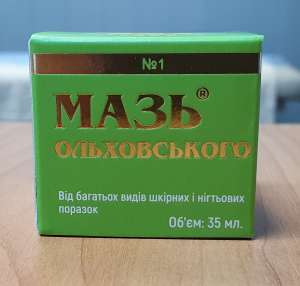 №1
МАЗЬ®
ОЛЬХОВСЬКОГО
Від багатьох видів шкірних і нігтьових
поразок
Об'єм: 35 мл.